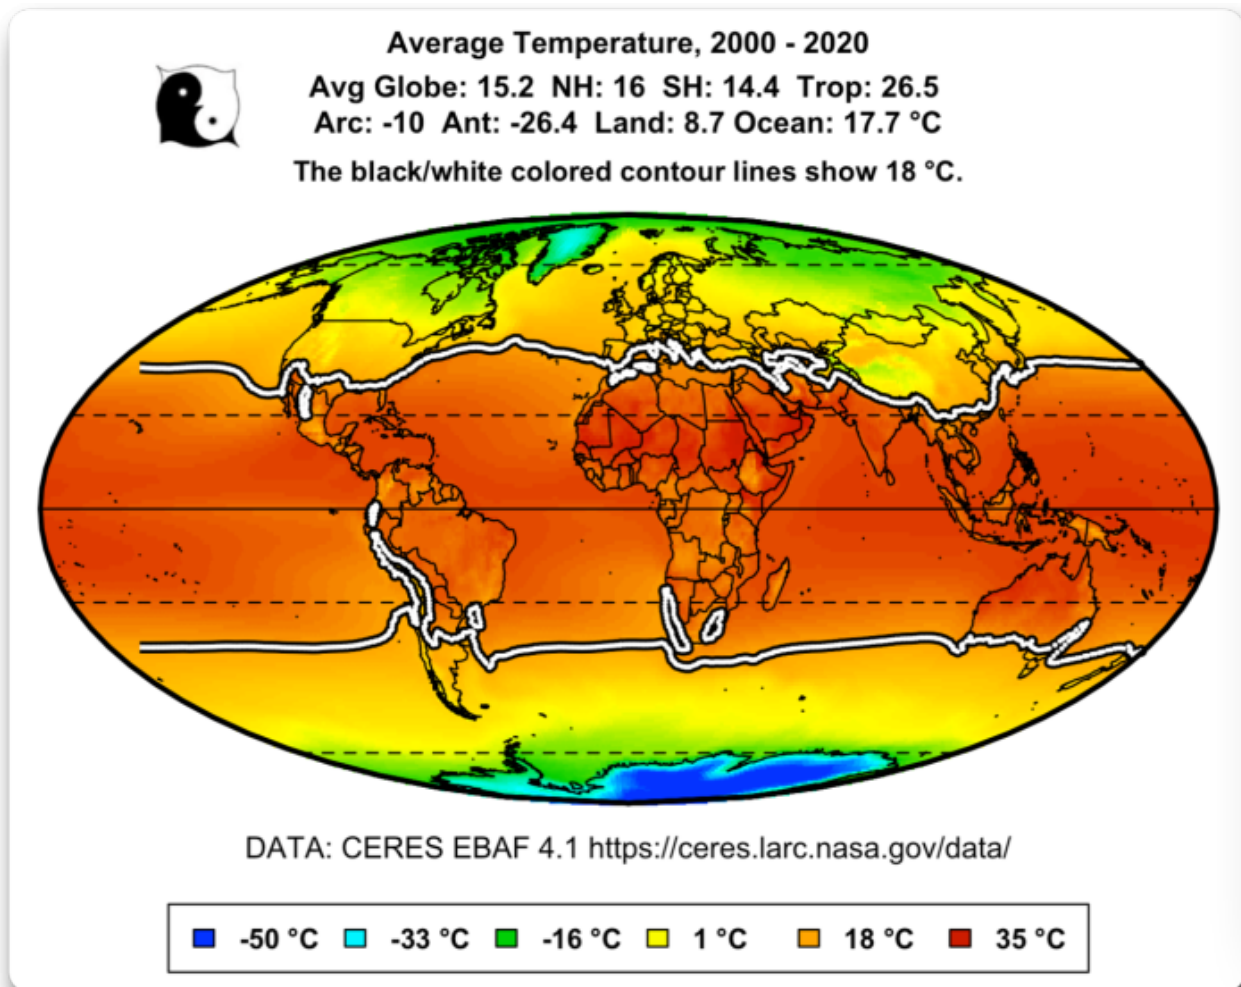 Average Temperature, 2000 - 2020
Avg Globe: 15.2 NH: 16 SH: 14.4 Trop: 26.5
Arc: -10 Ant: -26.4 Land: 8.7 Ocean: 17.7 °C
The black/white colored contour lines show 18 °C.
DATA: CERES EBAF 4.1 https://ceres.larc.nasa.gov/data/
-50 °C -33 °C -16 °C 1 °C 18 °C 35 °C